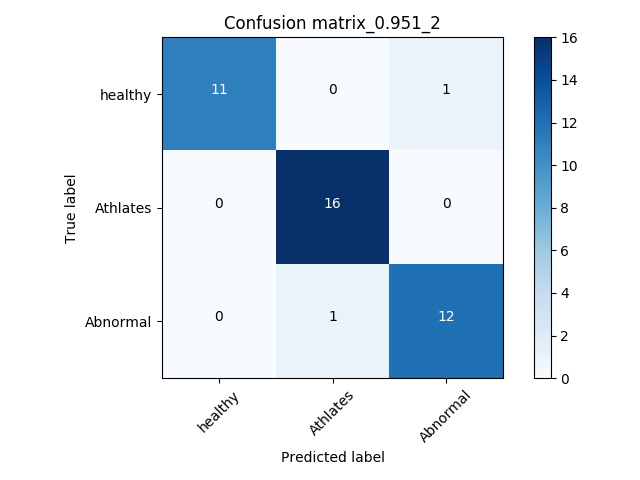 Confusion matrix_0.951_2
True label
healthy
11
0
1
Athlates
0
16
0
Abnormal
0
1
12
healthy
Athlates
Abnormal
Predicted label
16
14
12
10
8
6
4
2
0